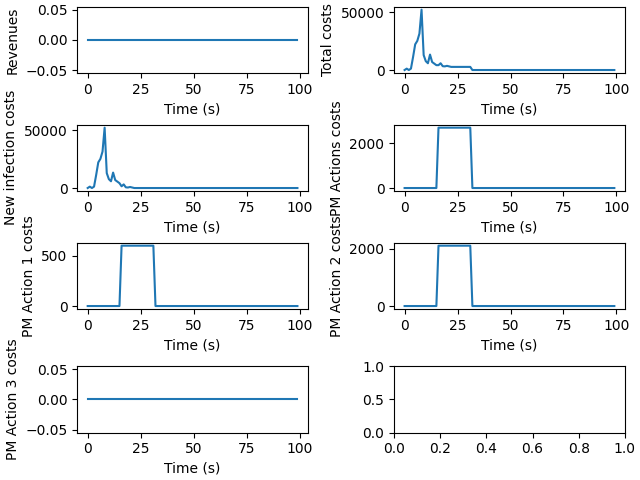 Revenues
0.05
0.00
−0.05
0 25 50 75 100
Time (s)
Total costs
50000
0
0 25 50 75 100
Time (s)
New infection costs
50000
0
0 25 50 75 100
Time (s)
PM Actions costs
2000
0
0 25 50 75 100
Time (s)
PM Action 1 costs
500
0
0 25 50 75 100
Time (s)
PM Action 2 costs
2000
0
0 25 50 75 100
Time (s)
PM Action 3 costs
0.05
0.00
−0.05
0 25 50 75 100
Time (s)
1.0
0.5
0.0
0.0 0.2 0.4 0.6 0.8 1.0